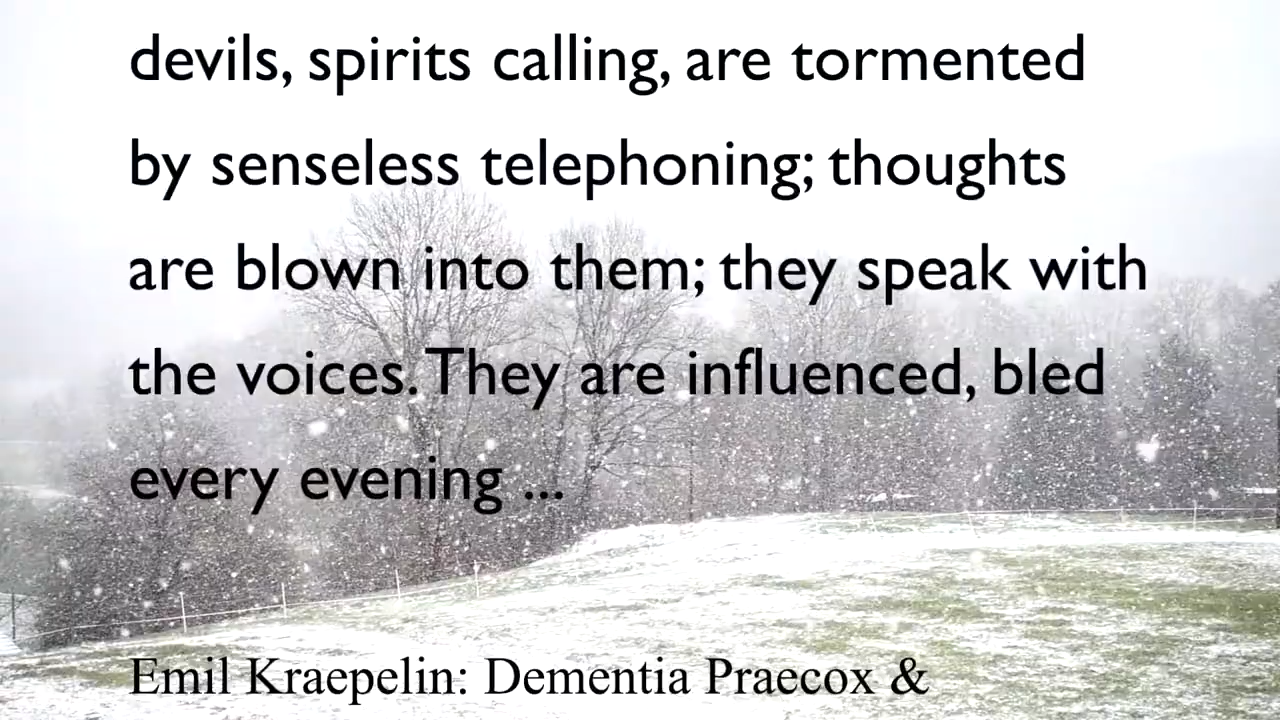 devils, spirits calling, are tormented
by senseless telephoning; thoughts
are blown into them; they speak with
the voices. They are influenced, bled
every evening ...
Emil Kraepelin: Dementia Praecox &